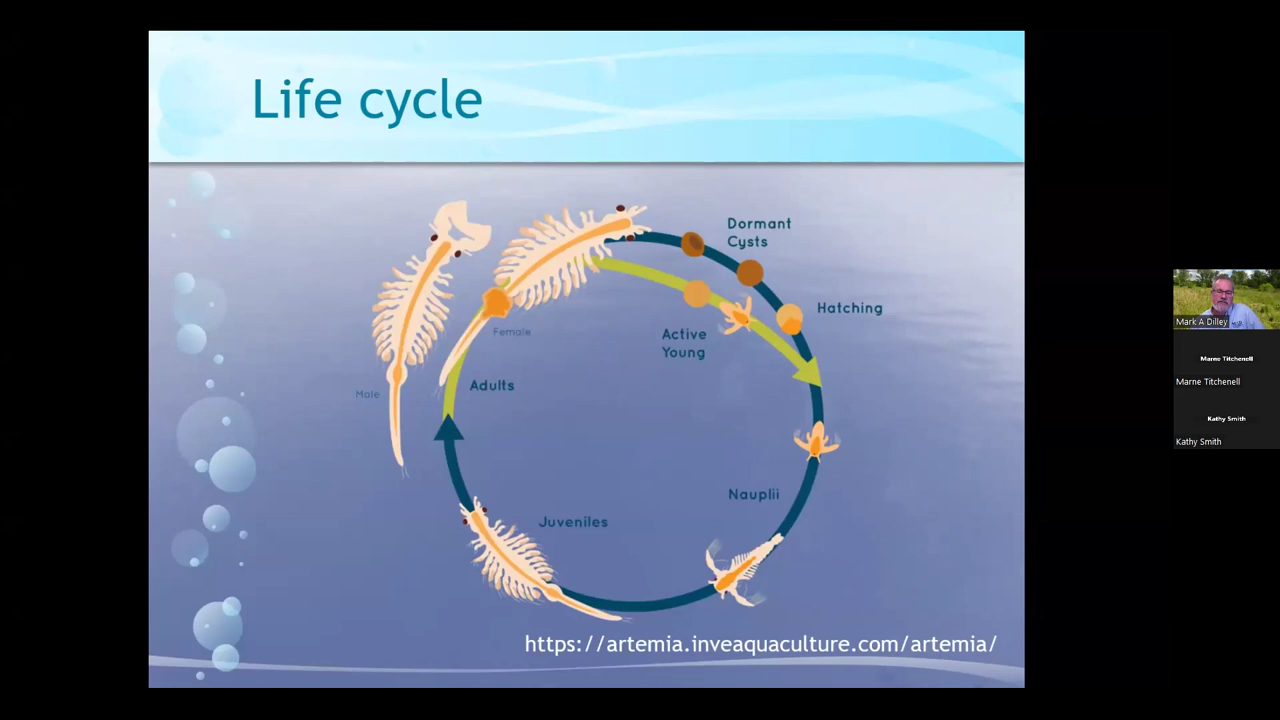 Life cycle
Dormant
Cysts
Hatching
Active
Young
Female
Adults
Male
Nauplii
Juveniles
https://artemia.inveaquaculture.com/artemia/
Mark A Dilley
Marne Titchenell
Marne Titchenell
Kathy Smith
Kathy Smith